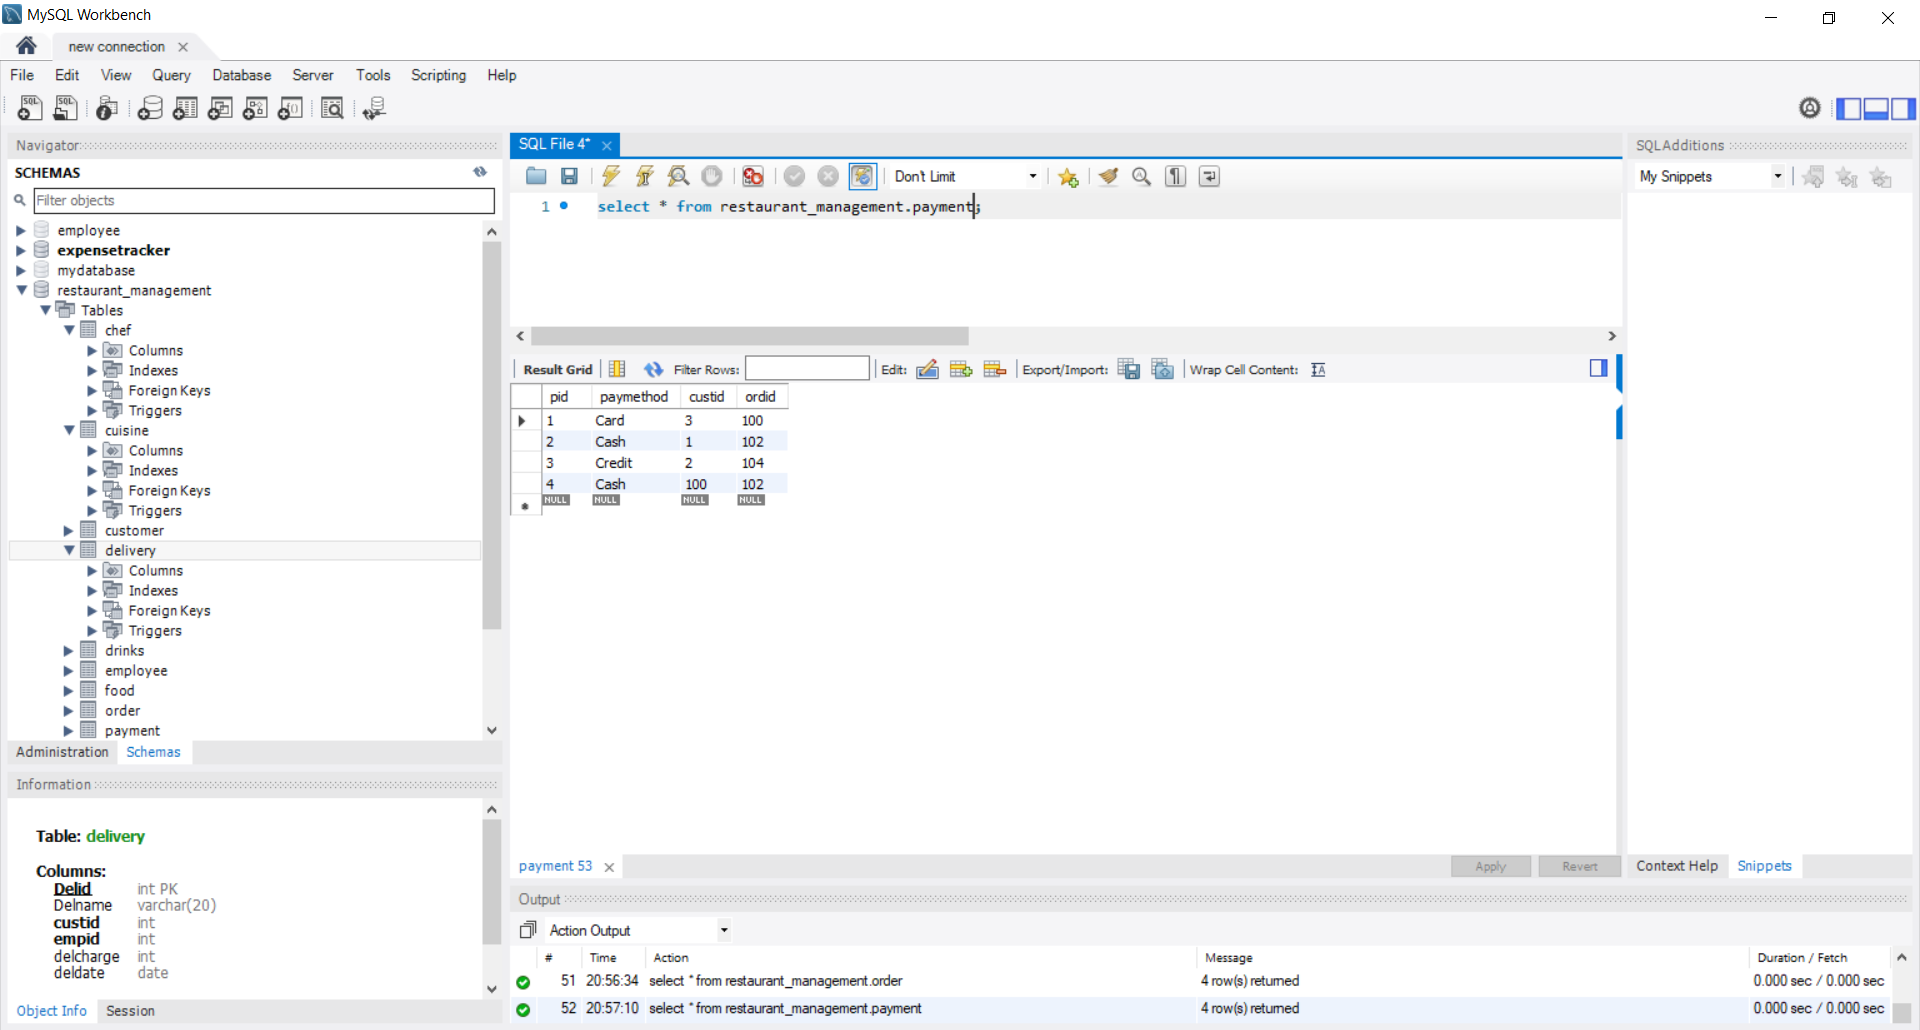 MySQL Workbench
new connection
File Edit View Query Database Server Tools Scripting Help
Navigator
SCHEMAS
Filter objects
employee
expensetracker
mydatabase
restaurant_management
Tables
chef
Columns
Indexes
Foreign Keys
Triggers
cuisine
Columns
Indexes
Foreign Keys
Triggers
customer
delivery
Columns
Indexes
Foreign Keys
Triggers
drinks
employee
food
order
payment
Administration Schemas
Information
Table: delivery
Columns:
Delid int PK
Delname varchar(20)
custid int
empid int
delcharge int
deldate date
Object Info Session
SQL File 4*
Don't Limit
1 select * from restaurant_management.payment;
Result Grid Filter Rows: Edit: Export/Import: Wrap Cell Content:
pid paymethod custid ordid
1 Card 3 100
2 Cash 1 102
3 Credit 2 104
4 Cash 100 102
NULL NULL NULL NULL
payment 53
Apply Revert
Output
Action Output
# Time Action Message Duration / Fetch
51 20:56:34 select * from restaurant_management.order 4 row(s) returned 0.000 sec / 0.000 sec
52 20:57:10 select * from restaurant_management.payment 4 row(s) returned 0.000 sec / 0.000 sec
SQLAdditions
My Snippets
Context Help Snippets